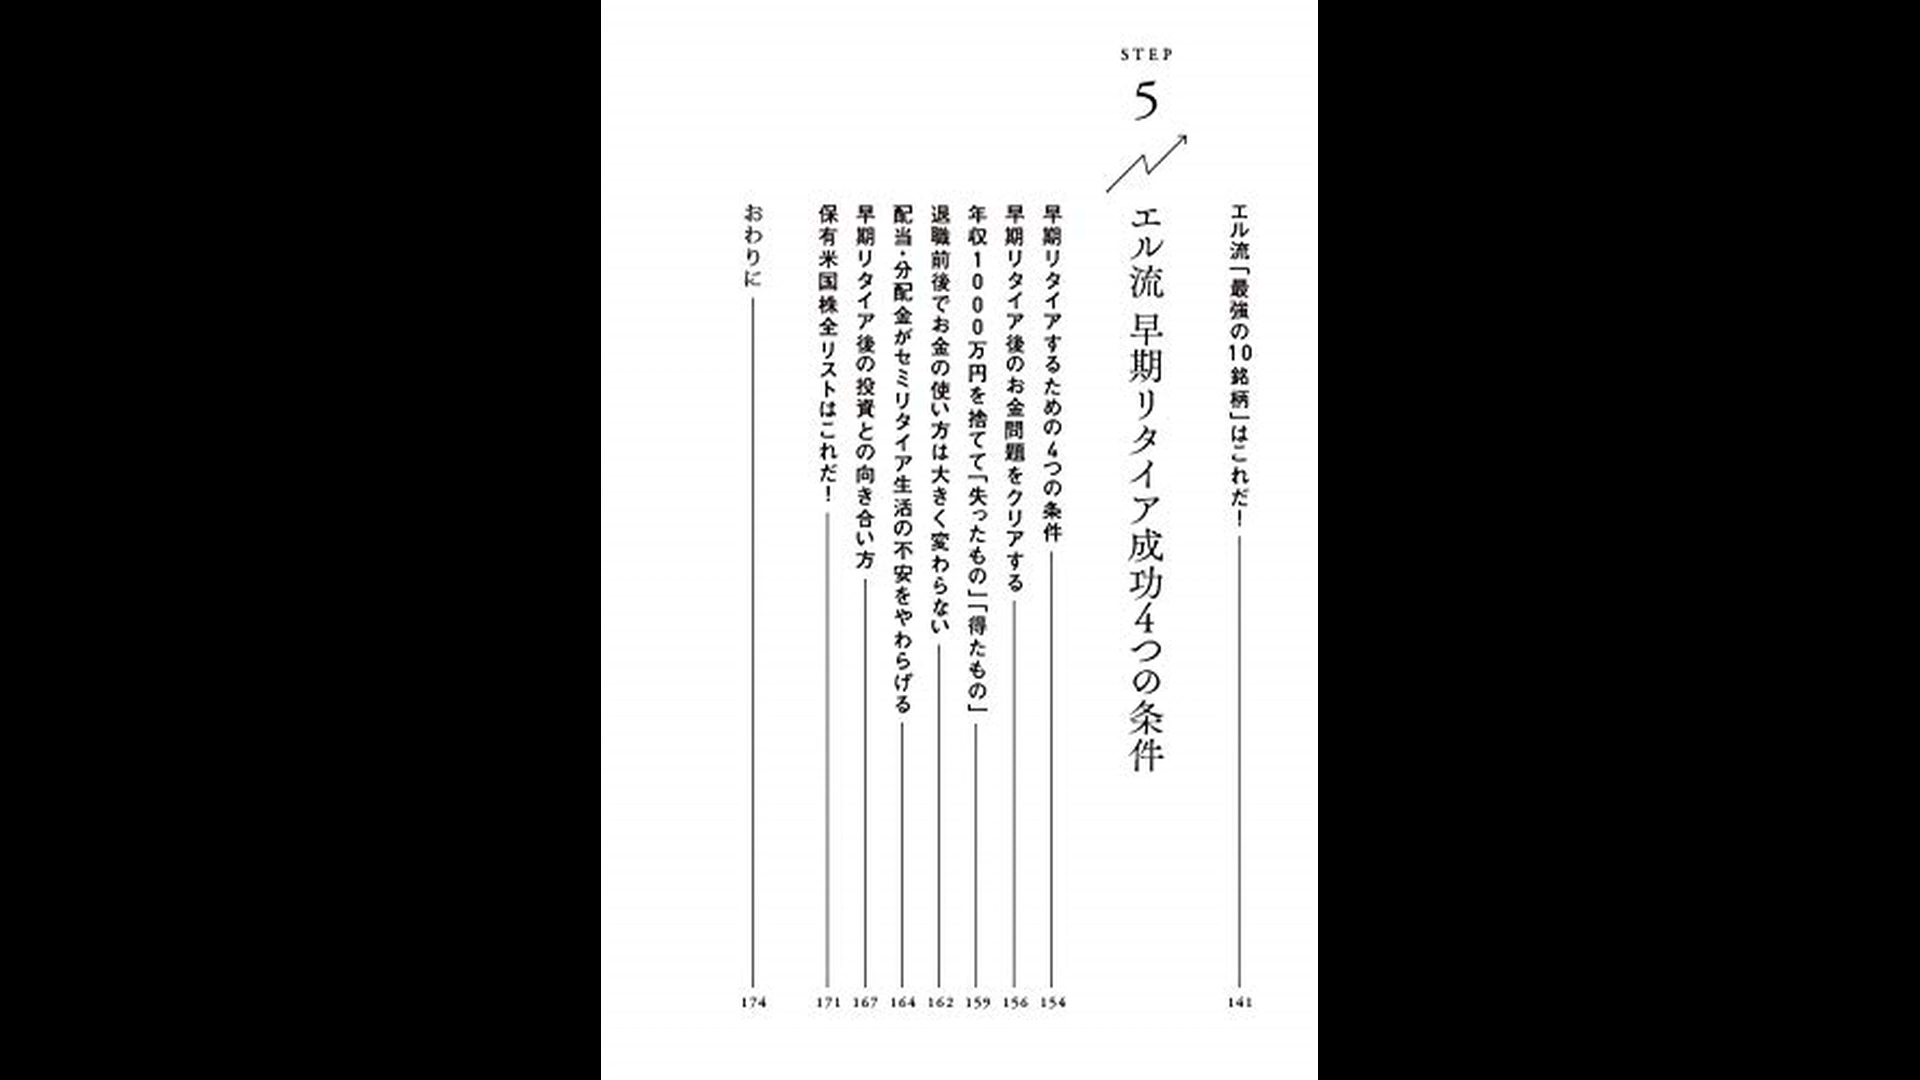 エル流「最強の10銘柄」はこれだ！ 141
STEP
5
エル流 早期リタイア成功4つの条件
早期リタイアするための4つの条件 154
早期リタイア後のお金問題をクリアする 156
年収1000万円を捨てて「失ったもの」「得たもの」 159
退職前後でお金の使い方は大きく変わらない 162
配当・分配金がセミリタイア生活の不安をやわらげる 164
早期リタイア後の投資との向き合い方 167
保有米国株全リストはこれだ！ 171
おわりに 174